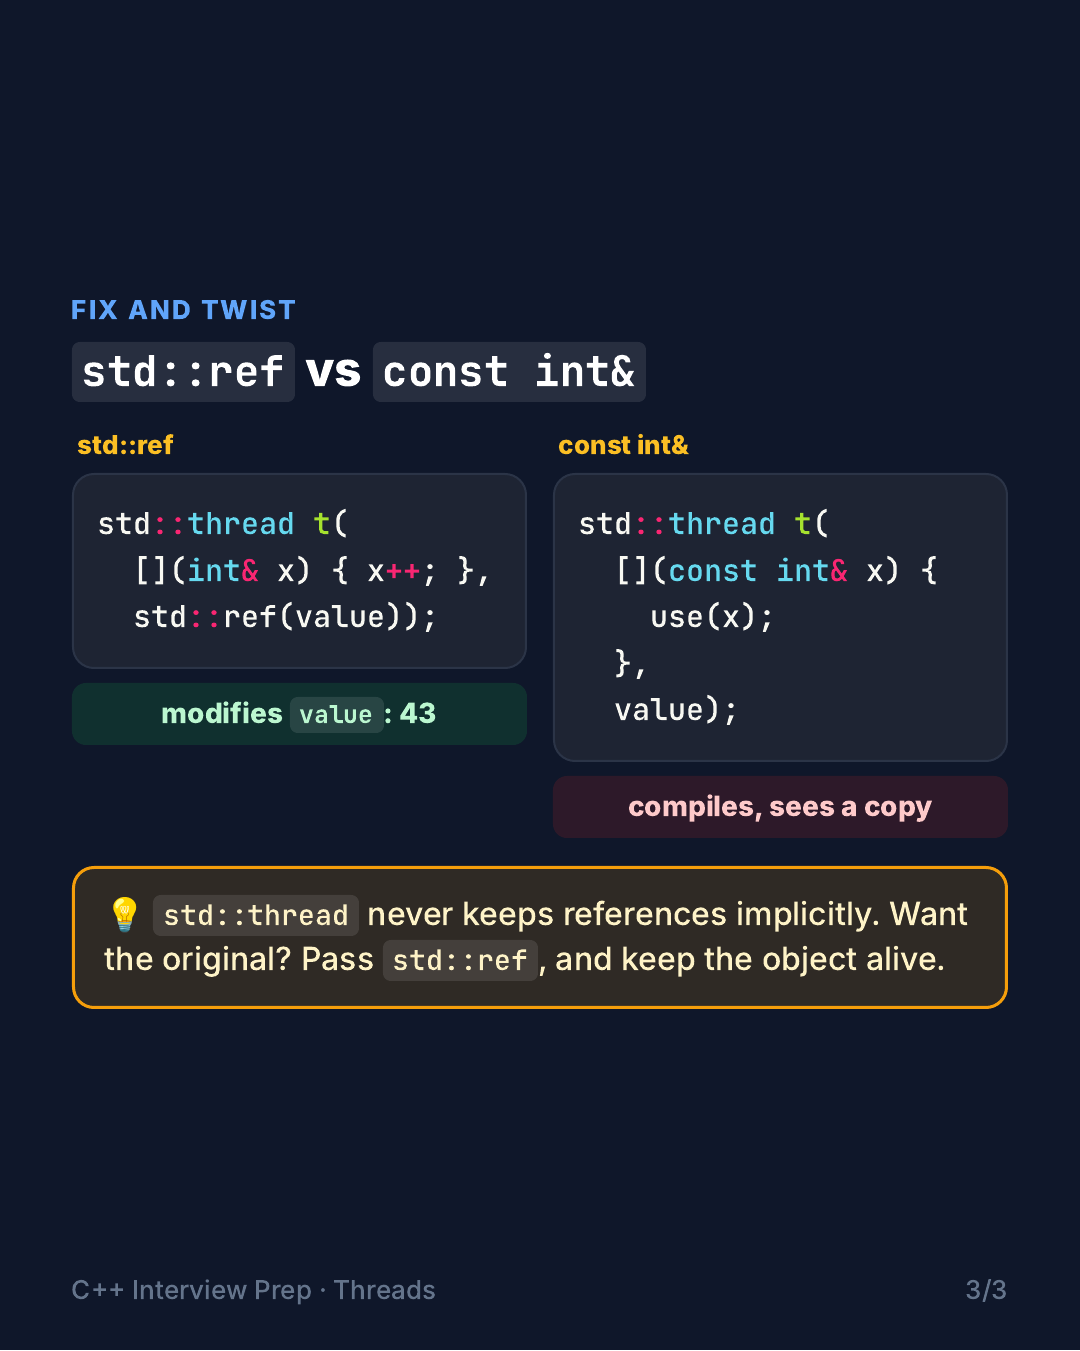 FIX AND TWIST
std::ref vs const int&
std::ref
std::thread t(
  [](int& x) { x++; },
  std::ref(value));
modifies value: 43
const int&
std::thread t(
  [](const int& x) {
    use(x);
  },
  value);
compiles, sees a copy
💡 std::thread never keeps references implicitly. Want
the original? Pass std::ref, and keep the object alive.
C++ Interview Prep · Threads
3/3